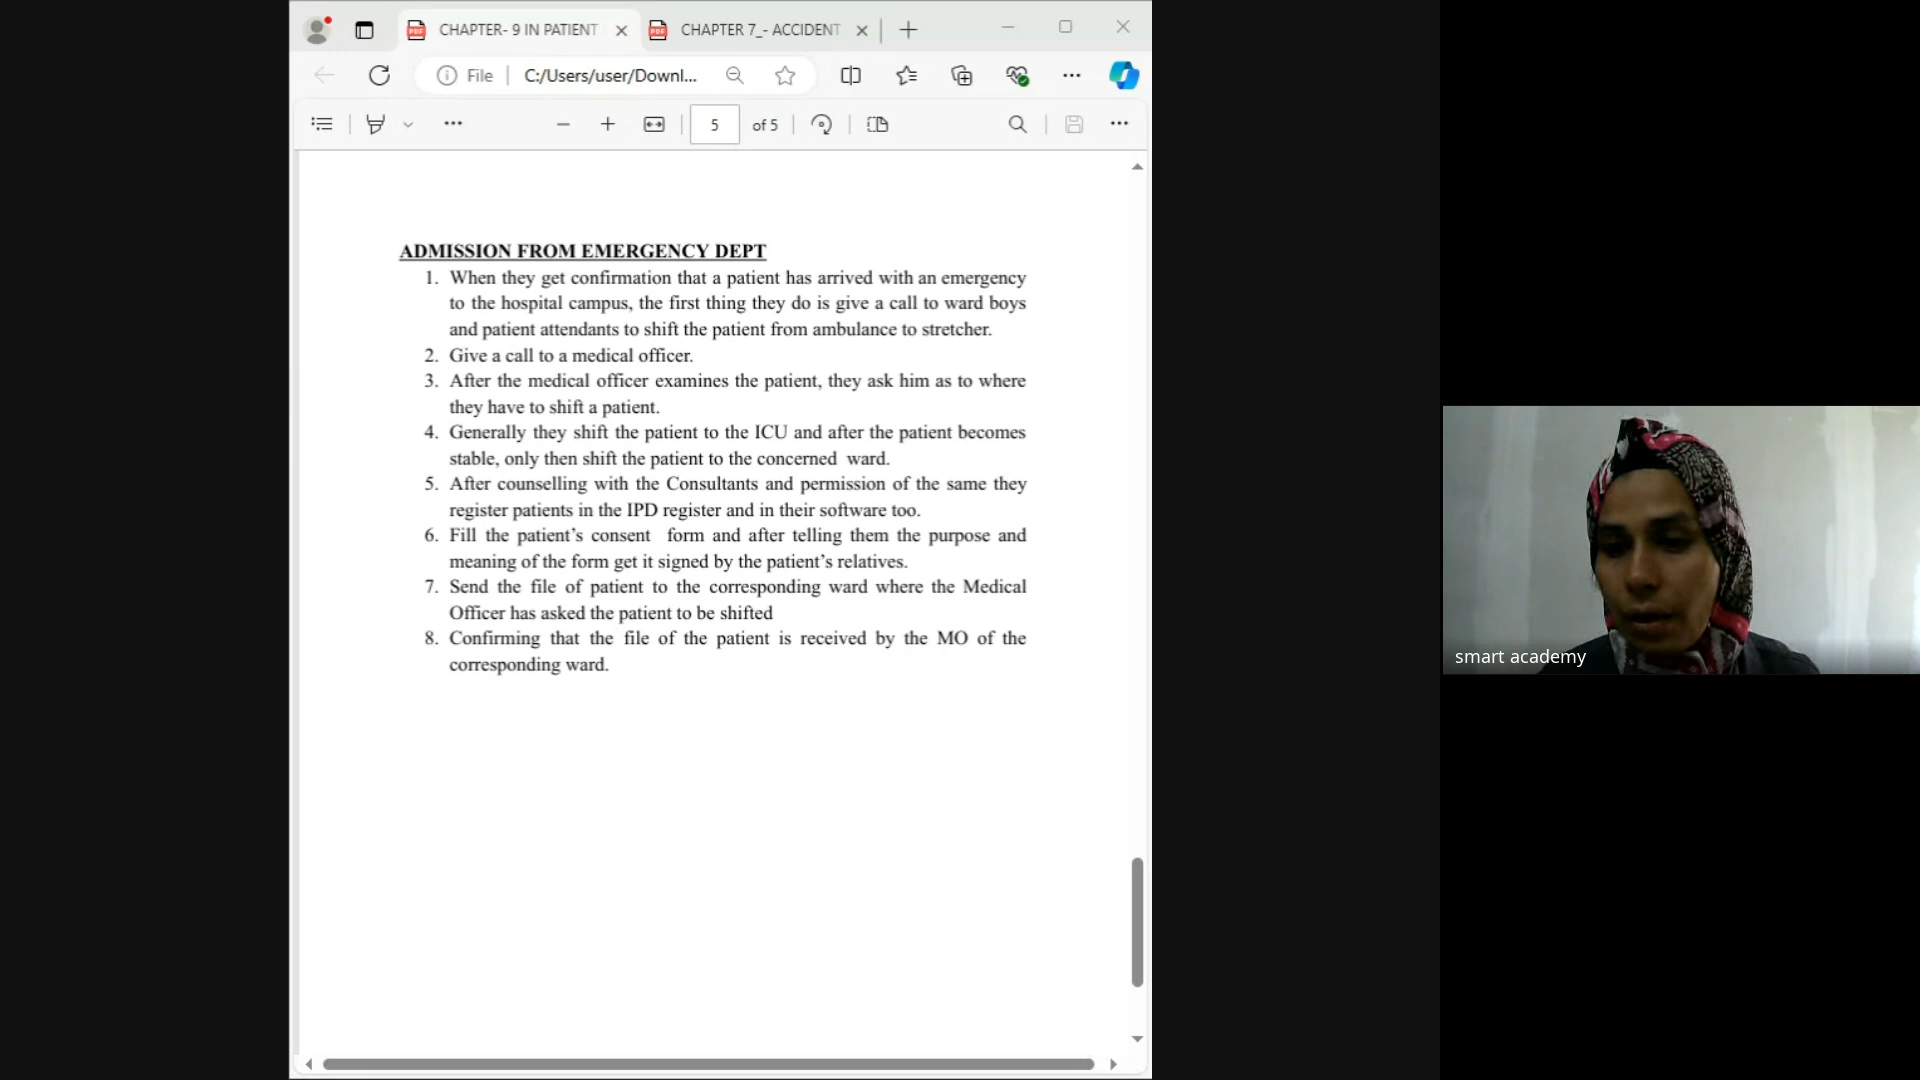 CHAPTER- 9 IN PATIENT
CHAPTER 7_- ACCIDENT
File
C:/Users/user/Downl...
5 of 5
ADMISSION FROM EMERGENCY DEPT
1. When they get confirmation that a patient has arrived with an emergency
to the hospital campus, the first thing they do is give a call to ward boys
and patient attendants to shift the patient from ambulance to stretcher.
2. Give a call to a medical officer.
3. After the medical officer examines the patient, they ask him as to where
they have to shift a patient.
4. Generally they shift the patient to the ICU and after the patient becomes
stable, only then shift the patient to the concerned ward.
5. After counselling with the Consultants and permission of the same they
register patients in the IPD register and in their software too.
6. Fill the patient’s consent form and after telling them the purpose and
meaning of the form get it signed by the patient’s relatives.
7. Send the file of patient to the corresponding ward where the Medical
Officer has asked the patient to be shifted
8. Confirming that the file of the patient is received by the MO of the
corresponding ward.
smart academy